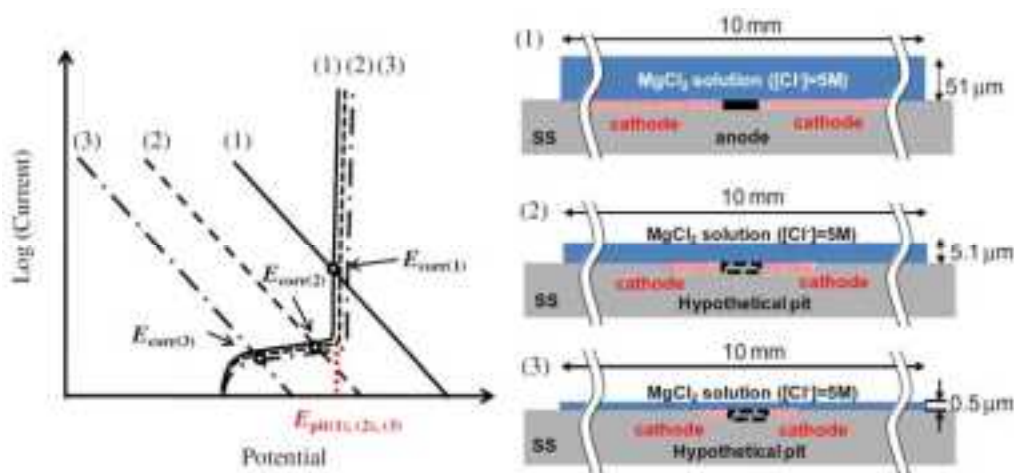 Log (Current)
(1) (2) (3)
(3)
(2)
(1)
Ecorr(1)
Ecorr(2)
Ecorr(3)
Epit(1), (2), (3)
Potential
(1)
10 mm
MgCl2 solution ([Cl-]=5M)
51 μm
cathode
cathode
SS
anode
(2)
10 mm
MgCl2 solution ([Cl-]=5M)
5.1 μm
cathode
cathode
SS
Hypothetical pit
(3)
10 mm
MgCl2 solution ([Cl-]=5M)
0.5 μm
cathode
cathode
SS
Hypothetical pit